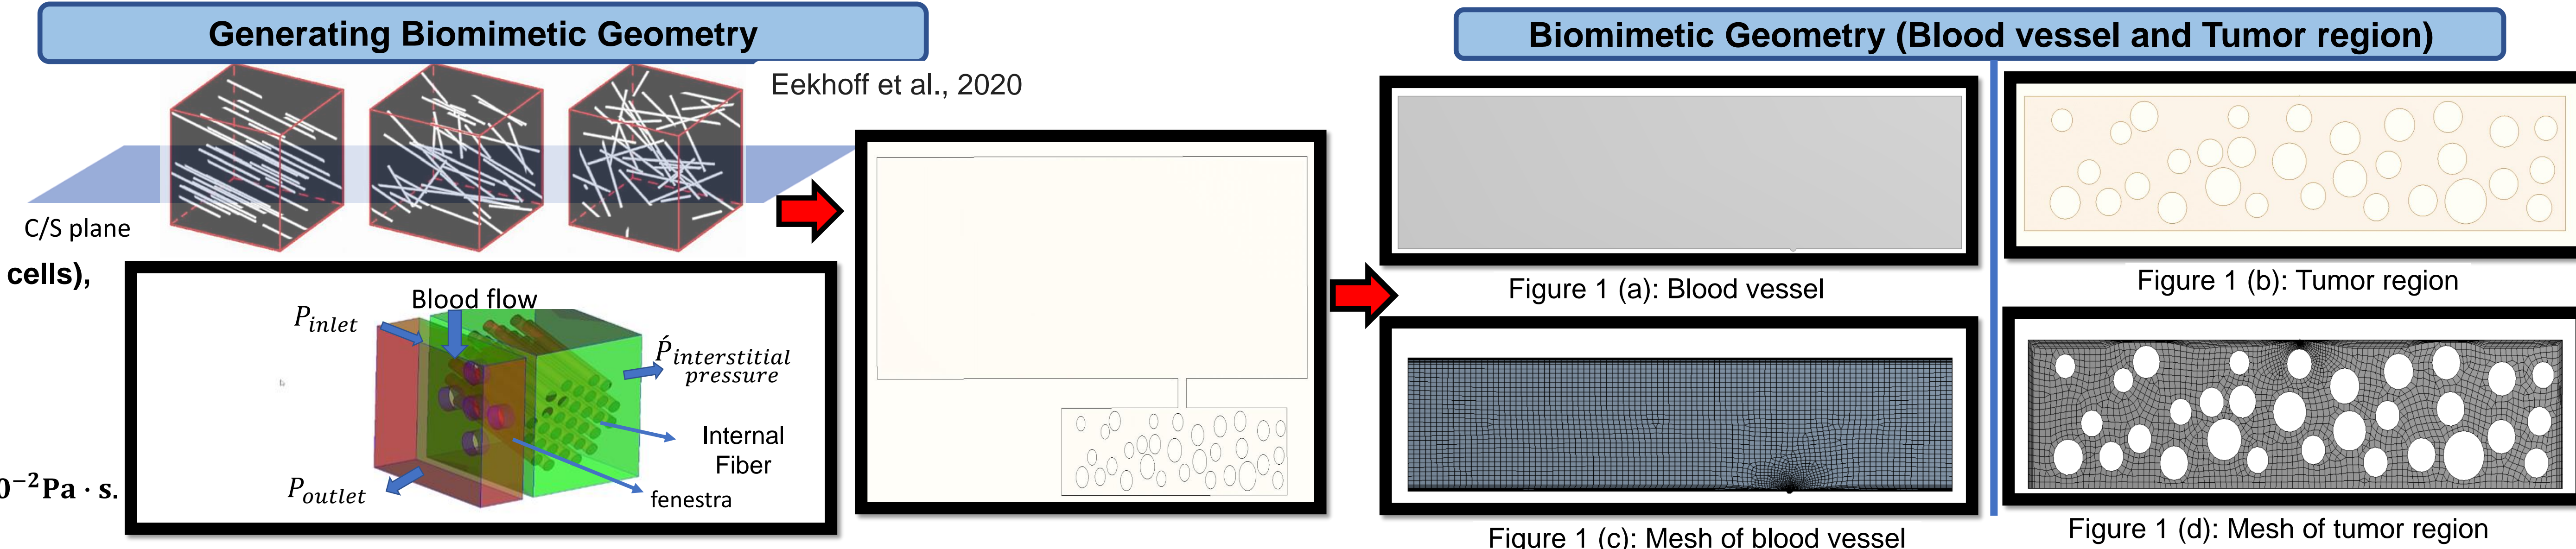 Generating Biomimetic Geometry
Eekhoff et al., 2020
C/S plane
cells),
Blood flow
P_inlet
Ṕ_interstitial
pressure
Internal
Fiber
fenestra
P_outlet
0⁻²Pa · s.
Biomimetic Geometry (Blood vessel and Tumor region)
Figure 1 (a): Blood vessel
Figure 1 (b): Tumor region
Figure 1 (c): Mesh of blood vessel
Figure 1 (d): Mesh of tumor region